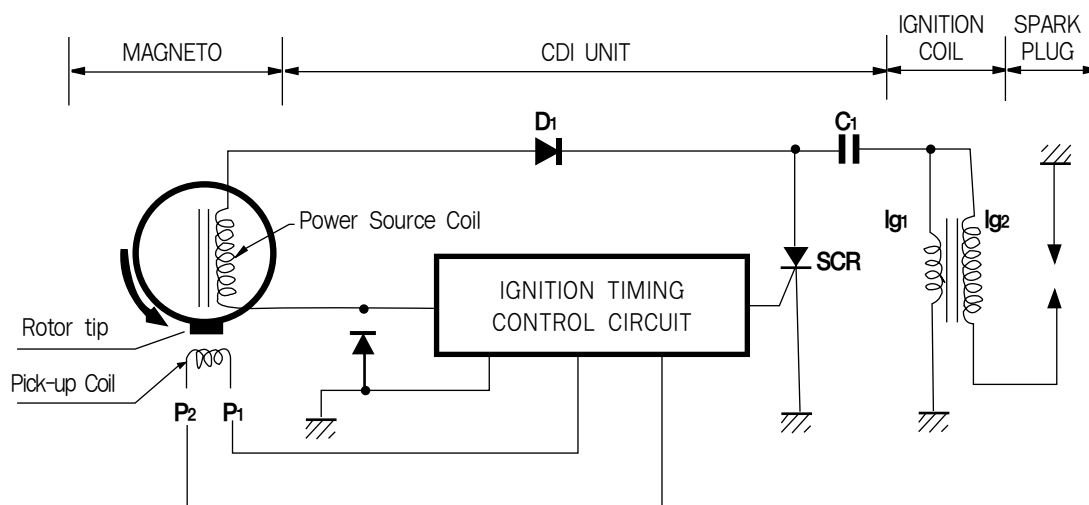 MAGNETO
CDI UNIT
IGNITION
COIL
SPARK
PLUG
D1
C1
Power Source Coil
Ig1
Ig2
SCR
IGNITION TIMING
CONTROL CIRCUIT
Rotor tip
Pick-up Coil
P2
P1